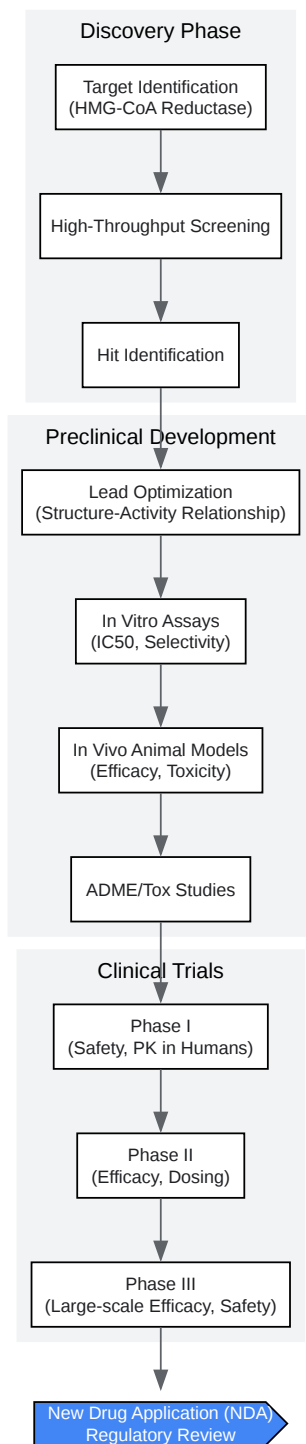 Discovery Phase
Target Identification
(HMG-CoA Reductase)
High-Throughput Screening
Hit Identification
Preclinical Development
Lead Optimization
(Structure-Activity Relationship)
In Vitro Assays
(IC50, Selectivity)
In Vivo Animal Models
(Efficacy, Toxicity)
ADME/Tox Studies
Clinical Trials
Phase I
(Safety, PK in Humans)
Phase II
(Efficacy, Dosing)
Phase III
(Large-scale Efficacy, Safety)
New Drug Application (NDA)
Regulatory Review